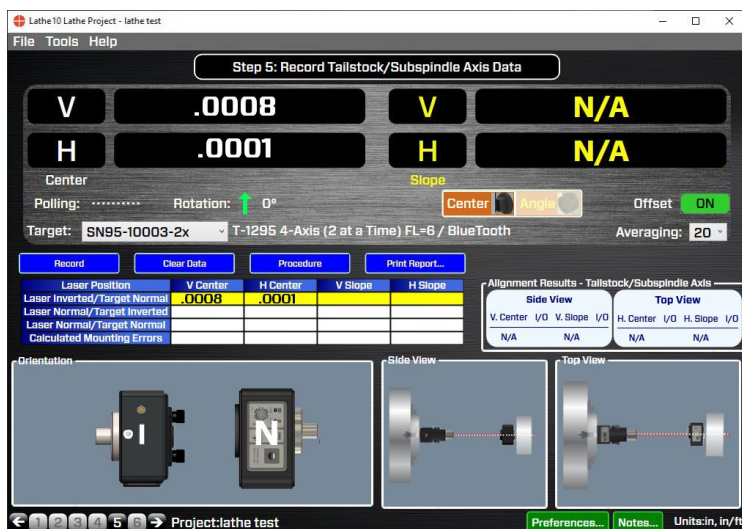 Lathe10 Lathe Project - lathe test
File Tools Help
Step 5: Record Tailstock/Subspindle Axis Data
V .0008 V N/A
H .0001 H N/A
Center Slope
Polling: ·········· Rotation: 0º Center Angle Offset ON
Target: SN95-10003-2x T-1295 4-Axis (2 at a Time) FL=6 / BlueTooth Averaging: 20
Record Clear Data Procedure Print Report...
Laser Position V Center H Center V Slope H Slope
Laser Inverted/Target Normal .0008 .0001
Laser Normal/Target Inverted
Laser Normal/Target Normal
Calculated Mounting Errors
Alignment Results - Tailstock/Subspindle Axis
Side View Top View
V. Center I/O V. Slope I/O H. Center I/O H. Slope I/O
N/A N/A N/A N/A
Orientation Side View Top View
I N
1 2 3 4 5 6 Project:lathe test Preferences... Notes... Units:in, in/ft